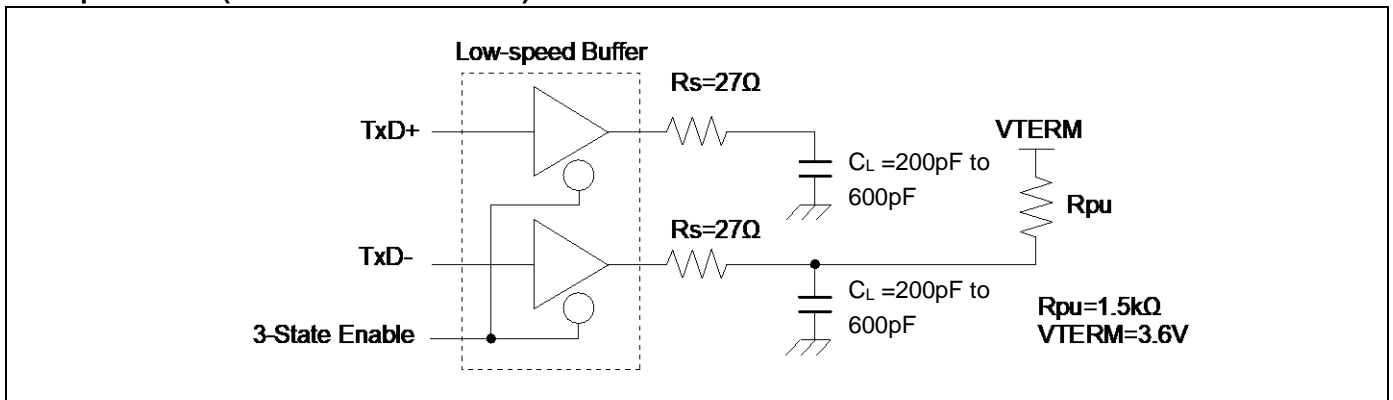 Low-speed Buffer
Rs=27Ω
TxD+
VTERM
CL =200pF to
600pF
Rpu
Rs=27Ω
TxD-
CL =200pF to
600pF
Rpu=1.5kΩ
VTERM=3.6V
3-State Enable